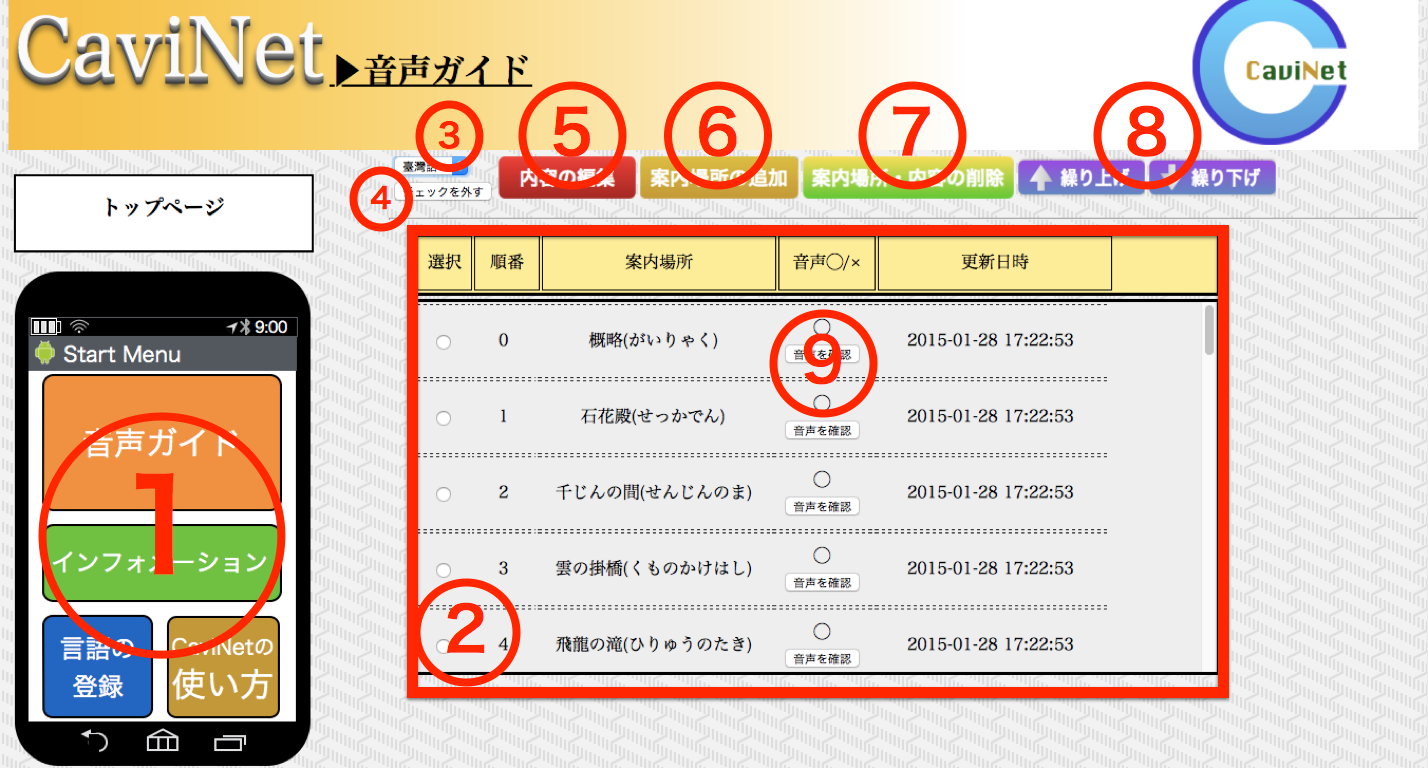 CaviNet
▶音声ガイド
CaviNet
③ ⑤ ⑥ ⑦ ⑧
臺灣語
④ チェックを外す
内容の編集 案内場所の追加 案内場所・内容の削除 繰り上げ 繰り下げ
トップページ
選択 順番 案内場所 音声○/× 更新日時
0 概略(がいりゃく) ○ 2015-01-28 17:22:53
音声を確認
⑨
1 石花殿(せっかでん) ○ 2015-01-28 17:22:53
音声を確認
2 千じんの間(せんじんのま) ○ 2015-01-28 17:22:53
音声を確認
3 雲の掛橋(くものかけはし) ○ 2015-01-28 17:22:53
音声を確認
②
4 飛龍の滝(ひりゅうのたき) ○ 2015-01-28 17:22:53
音声を確認
9:00
Start Menu
音声ガイド
①
インフォメーション
言語の
登録
CaviNetの
使い方